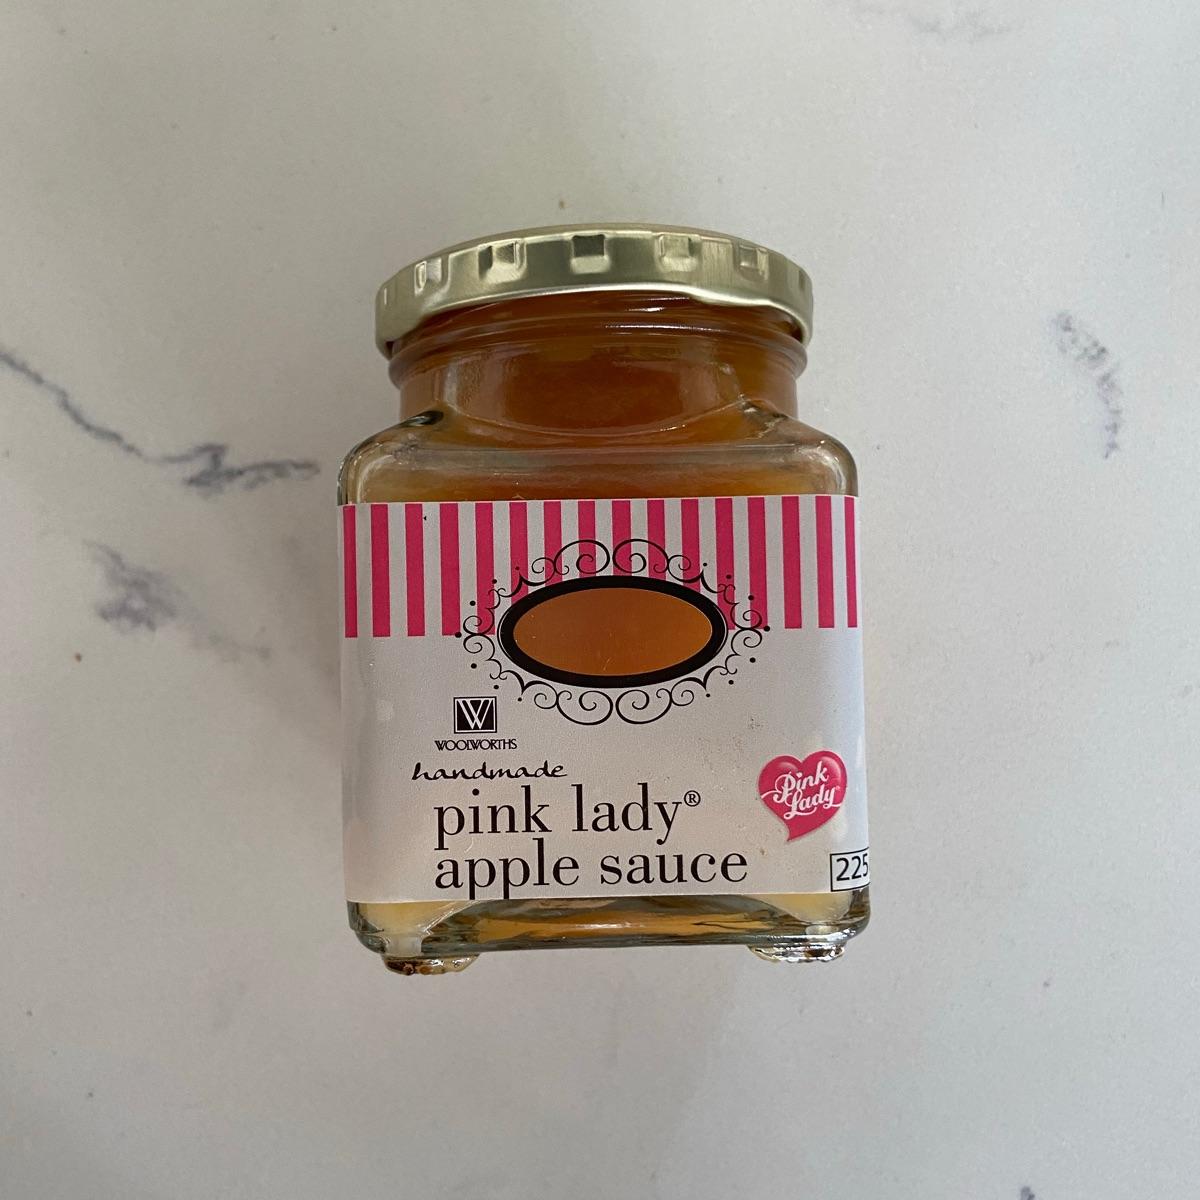 W
WOOLWORTHS
handmade
pink lady®
apple sauce
Pink
Lady
225